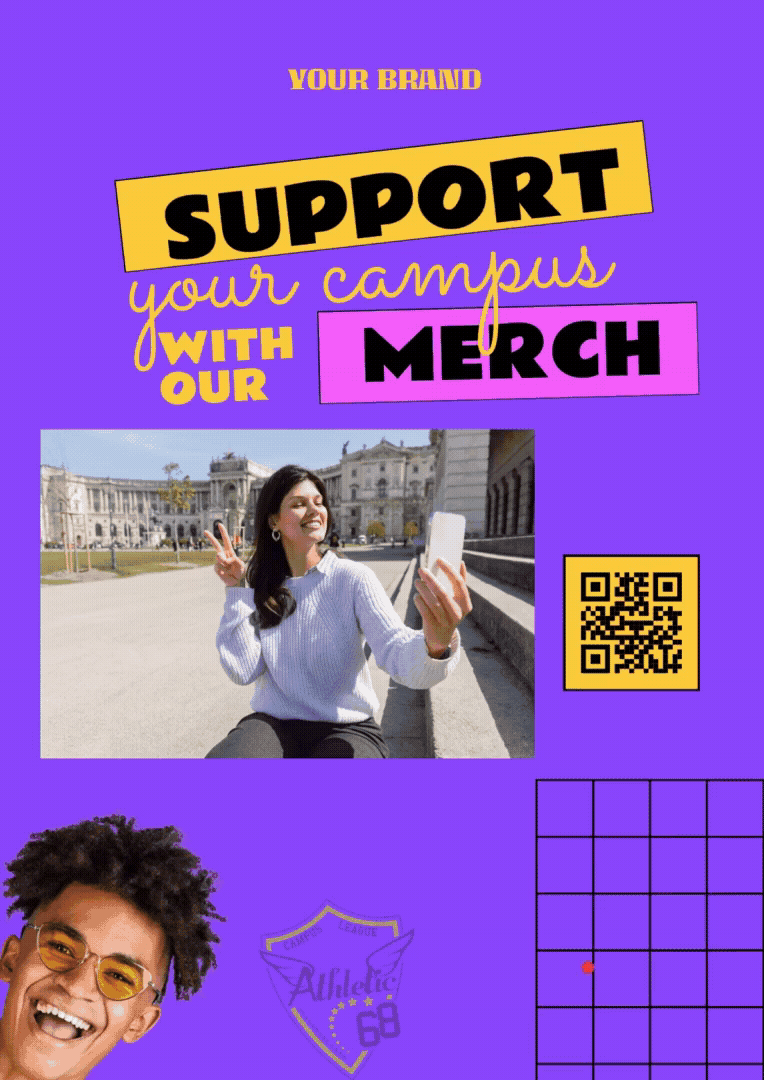 YOUR BRAND
SUPPORT
your campus
WITH
OUR
MERCH
CAMPUS LEAGUE
Athletic
68